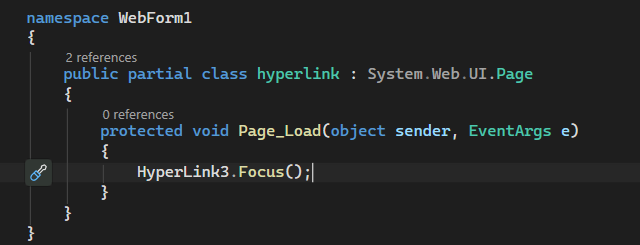 namespace WebForm1
{
2 references
public partial class hyperlink : System.Web.UI.Page
{
0 references
protected void Page_Load(object sender, EventArgs e)
{
HyperLink3.Focus();
}
}
}